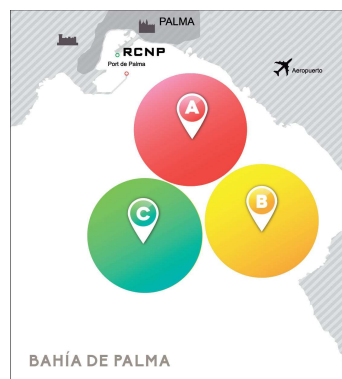 PALMA
RCNP
Port de Palma
Aeropuerto
A
B
C
BAHÍA DE PALMA